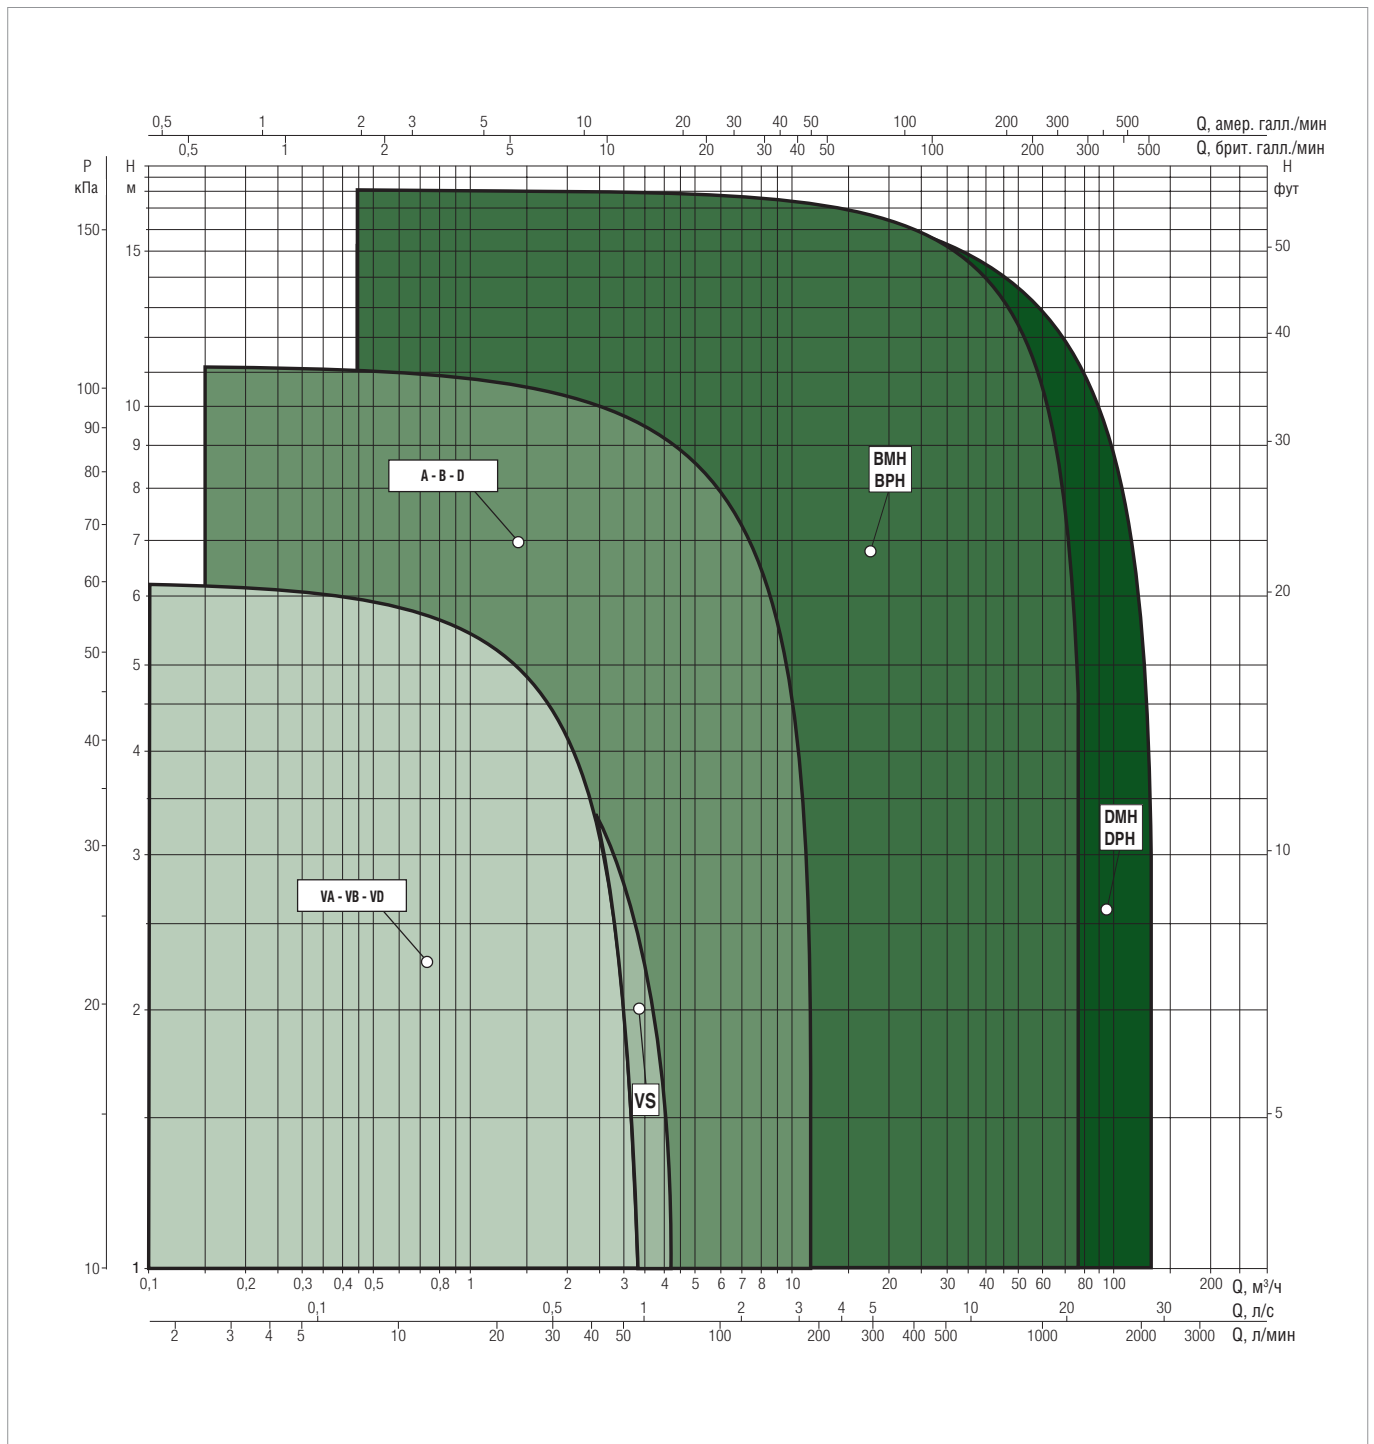 0,5 1 2 3 5 10 20 30 40 50 100 200 300 500 Q, амер. галл./мин
0,5 1 2 5 10 20 30 40 50 100 200 300 500 Q, брит. галл./мин
P
кПа
H
м
H
фут
150
100
90
80
70
60
50
40
30
20
10
15
10
9
8
7
6
5
4
3
2
1
50
40
30
20
10
5
A - B - D
BMH
BPH
DMH
DPH
VA - VB - VD
VS
0,1 0,2 0,3 0,4 0,5 0,8 1 2 3 4 5 6 7 8 10 20 30 40 50 60 80 100 200 Q, м³/ч
0,1 0,5 1 2 3 4 5 10 20 30 Q, л/с
2 3 4 5 10 20 30 40 50 100 200 300 400 500 1000 2000 3000 Q, л/мин